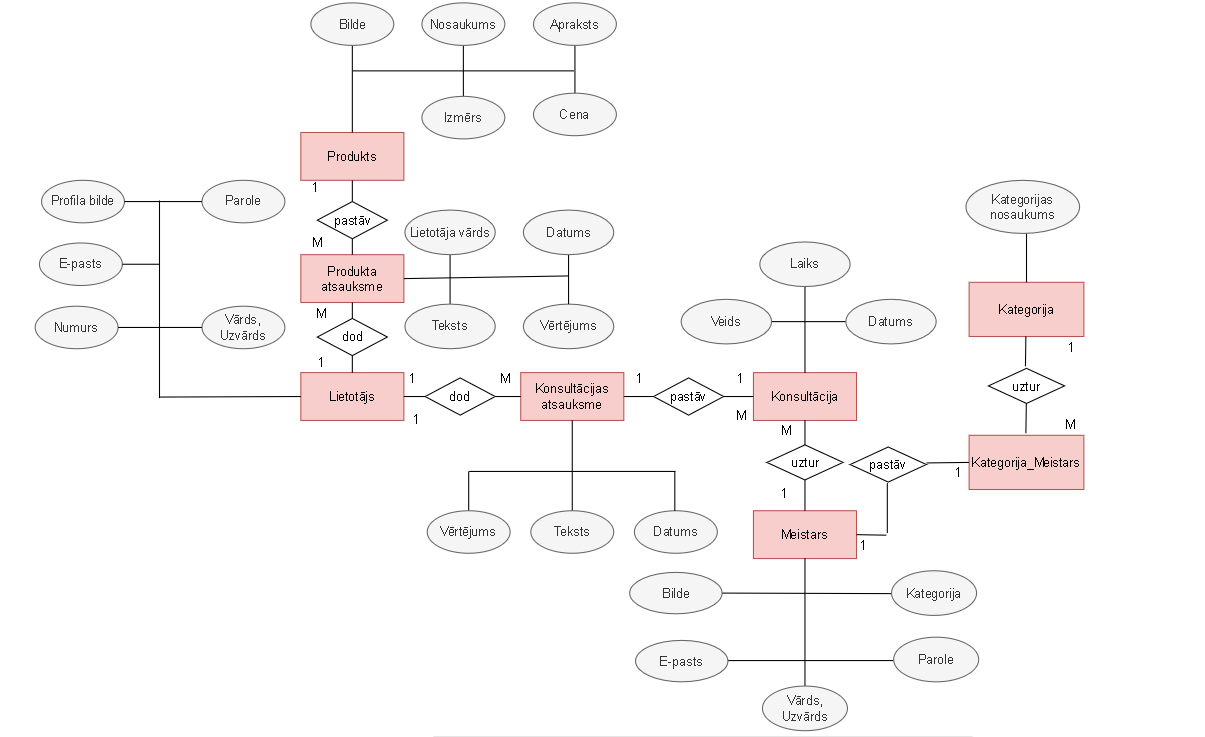 Bilde
Nosaukums
Apraksts
Izmērs
Cena
Produkts
1
pastāv
M
Profila bilde
Parole
E-pasts
Numurs
Vārds,
Uzvārds
Produkta
atsauksme
Lietotāja vārds
Datums
Teksts
Vērtējums
M
dod
1
Lietotājs
1
1
dod
M
Konsultācijas
atsauksme
1
pastāv
1
M
Konsultācija
Laiks
Veids
Datums
Vērtējums
Teksts
Datums
M
uztur
1
Meistars
1
pastāv
1
Kategorijas
nosaukums
Kategorija
1
uztur
M
Kategorija_Meistars
Bilde
Kategorija
E-pasts
Parole
Vārds,
Uzvārds